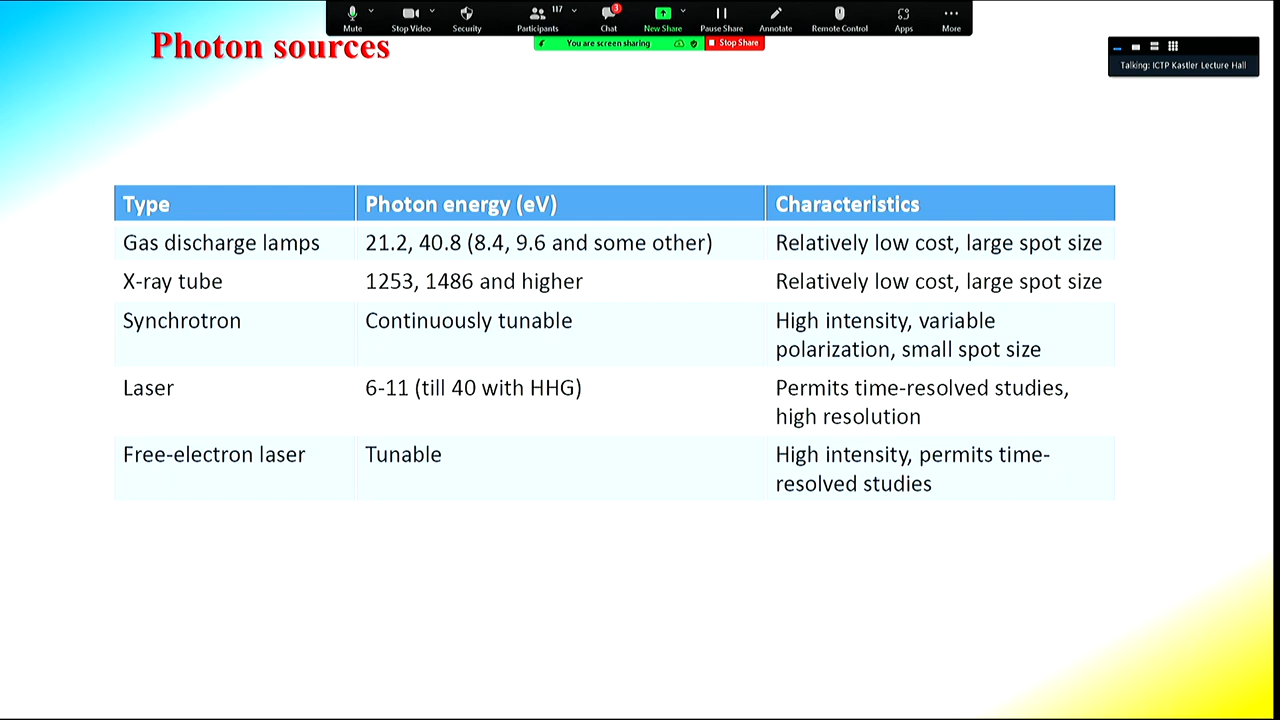 Mute
Stop Video
Security
117
Participants
3
Chat
New Share
Pause Share
Annotate
Remote Control
Apps
More
You are screen sharing
Stop Share
Talking: ICTP Kastler Lecture Hall
Photon sources
Type Photon energy (eV) Characteristics
Gas discharge lamps 21.2, 40.8 (8.4, 9.6 and some other) Relatively low cost, large spot size
X-ray tube 1253, 1486 and higher Relatively low cost, large spot size
Synchrotron Continuously tunable High intensity, variable
polarization, small spot size
Laser 6-11 (till 40 with HHG) Permits time-resolved studies,
high resolution
Free-electron laser Tunable High intensity, permits time-
resolved studies